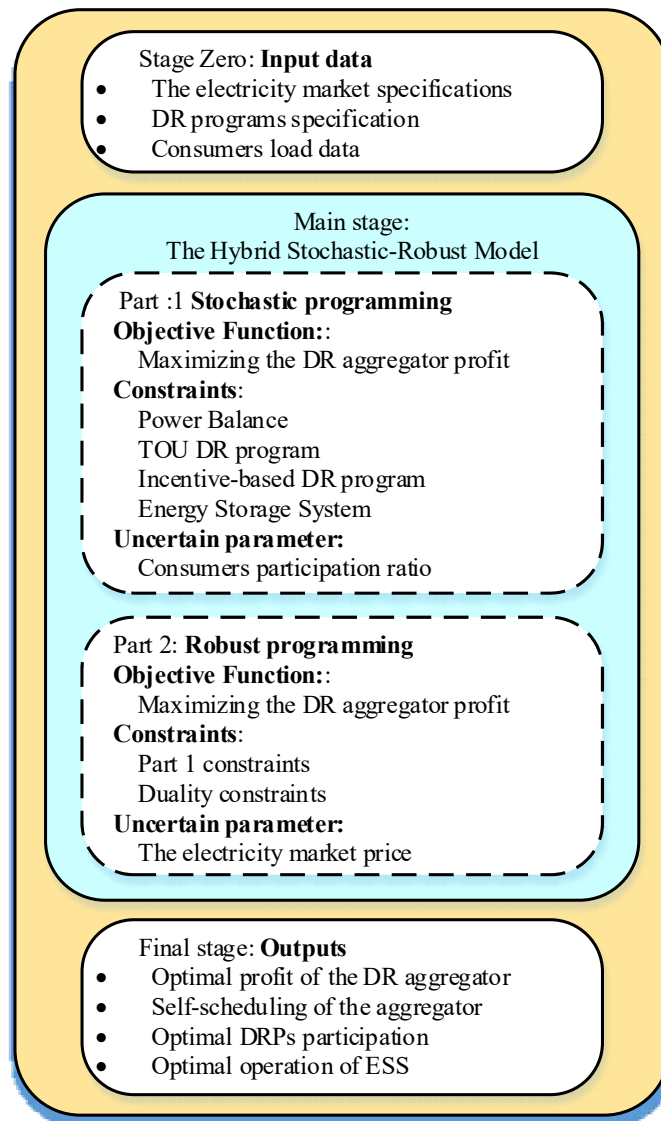 Stage Zero: Input data
• The electricity market specifications
• DR programs specification
• Consumers load data
Main stage:
The Hybrid Stochastic-Robust Model
Part :1 Stochastic programming
Objective Function::
Maximizing the DR aggregator profit
Constraints:
Power Balance
TOU DR program
Incentive-based DR program
Energy Storage System
Uncertain parameter:
Consumers participation ratio
Part 2: Robust programming
Objective Function::
Maximizing the DR aggregator profit
Constraints:
Part 1 constraints
Duality constraints
Uncertain parameter:
The electricity market price
Final stage: Outputs
• Optimal profit of the DR aggregator
• Self-scheduling of the aggregator
• Optimal DRPs participation
• Optimal operation of ESS